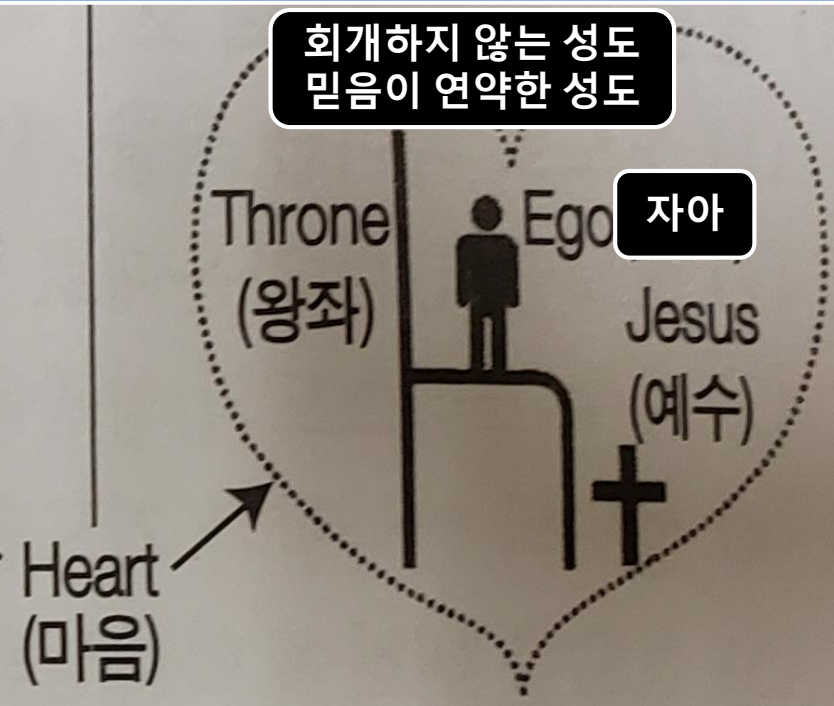 회개하지 않는 성도
믿음이 연약한 성도
Throne
(왕좌)
Ego
자아
Jesus
(예수)
Heart
(마음)